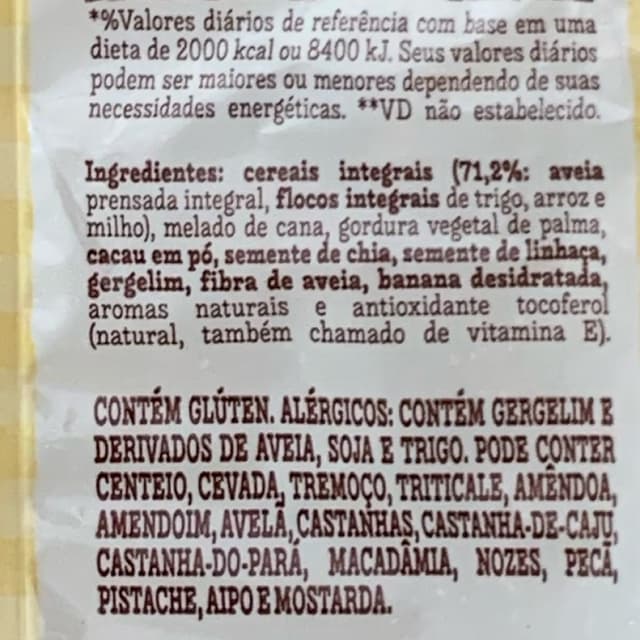 *%Valores diários de referência com base em uma
dieta de 2000 kcal ou 8400 kJ. Seus valores diários
podem ser maiores ou menores dependendo de suas
necessidades energéticas. **VD não estabelecido.
Ingredientes: cereais integrais (71,2%: aveia
prensada integral, flocos integrais de trigo, arroz e
milho), melado de cana, gordura vegetal de palma,
cacau em pó, semente de chia, semente de linhaça,
gergelim, fibra de aveia, banana desidratada,
aromas naturais e antioxidante tocoferol
(natural, também chamado de vitamina E).
CONTÉM GLÚTEN. ALÉRGICOS: CONTÉM GERGELIM E
DERIVADOS DE AVEIA, SOJA E TRIGO. PODE CONTER
CENTEIO, CEVADA, TREMOÇO, TRITICALE, AMÊNDOA,
AMENDOIM, AVELÃ, CASTANHAS, CASTANHA-DE-CAJU,
CASTANHA-DO-PARÁ, MACADÂMIA, NOZES, PECÃ,
PISTACHE, AIPO E MOSTARDA.